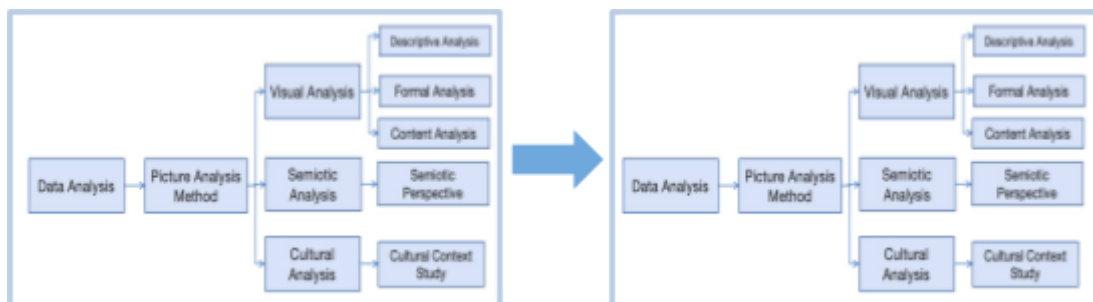 Descriptive Analysis
Visual Analysis
Formal Analysis
Content Analysis
Data Analysis
Picture Analysis
Method
Semiotic
Analysis
Semiotic
Perspective
Cultural
Analysis
Cultural Context
Study
Descriptive Analysis
Visual Analysis
Formal Analysis
Content Analysis
Data Analysis
Picture Analysis
Method
Semiotic
Analysis
Semiotic
Perspective
Cultural
Analysis
Cultural Context
Study